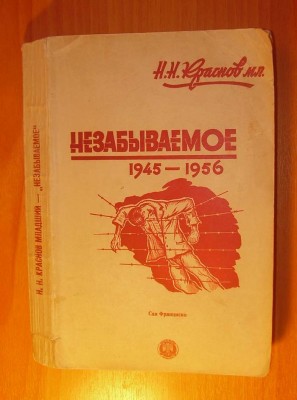 Н. Н. Краснов мл.
НЕЗАБЫВАЕМОЕ
1945 — 1956
Сан Франциско
Н. Н. КРАСНОВ МЛАДШИЙ — „НЕЗАБЫВАЕМОЕ"